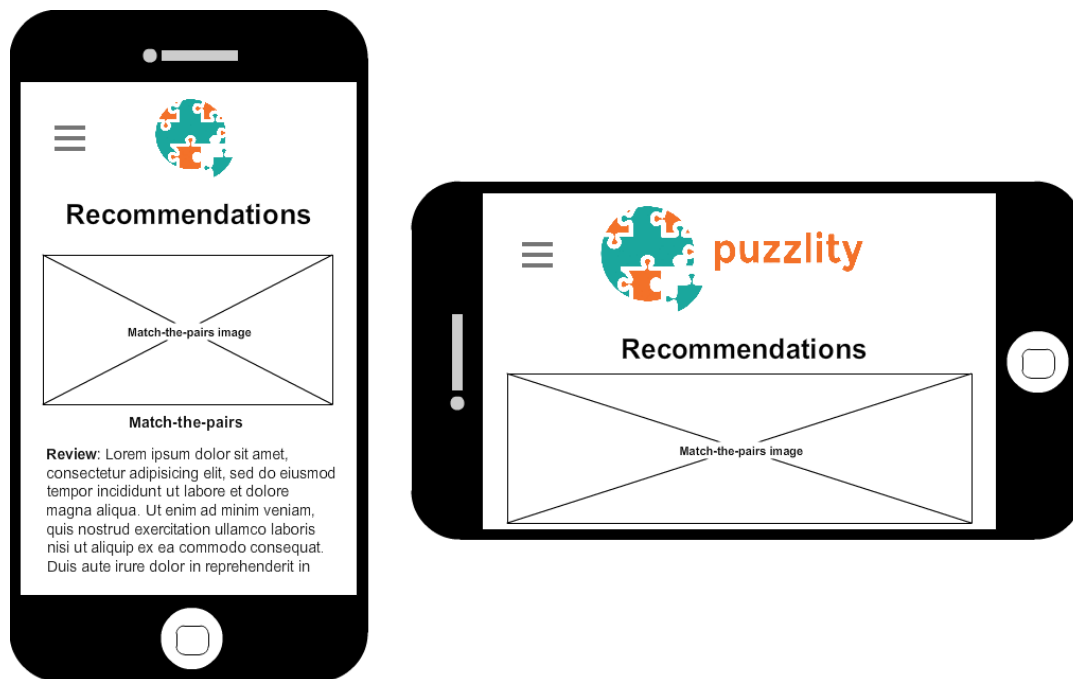 Recommendations
Match-the-pairs image
Match-the-pairs
Review: Lorem ipsum dolor sit amet,
consectetur adipisicing elit, sed do eiusmod
tempor incididunt ut labore et dolore
magna aliqua. Ut enim ad minim veniam,
quis nostrud exercitation ullamco laboris
nisi ut aliquip ex ea commodo consequat.
Duis aute irure dolor in reprehenderit in
puzzlity
Recommendations
Match-the-pairs image